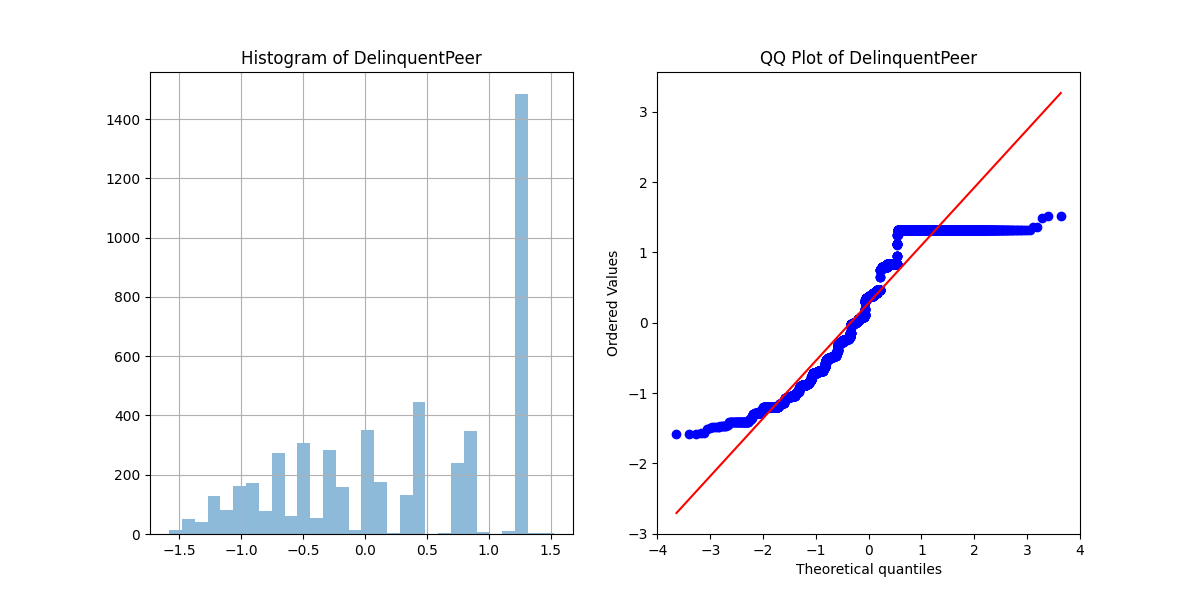 Histogram of DelinquentPeer
1400
1200
1000
800
600
400
200
0
−1.5 −1.0 −0.5 0.0 0.5 1.0 1.5
QQ Plot of DelinquentPeer
Ordered Values
3
2
1
0
−1
−2
−3
−4 −3 −2 −1 0 1 2 3 4
Theoretical quantiles